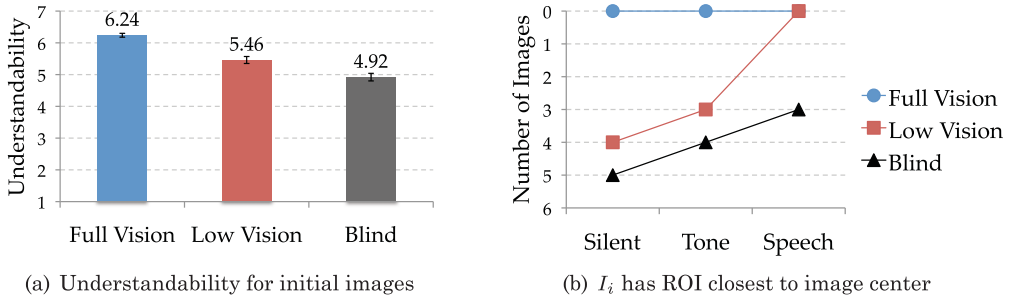 Understandability
7
6
5
4
3
2
1
6.24
5.46
4.92
Full Vision Low Vision Blind
(a) Understandability for initial images
Number of Images
0
1
2
3
4
5
6
Silent Tone Speech
Full Vision
Low Vision
Blind
(b) Ii has ROI closest to image center